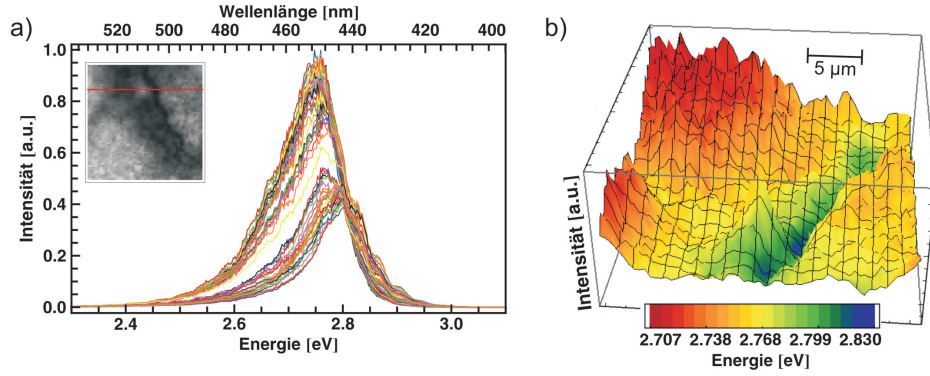 a)
Wellenlänge [nm]
520 500 480 460 440 420 400
Intensität [a.u.]
1.0
0.8
0.6
0.4
0.2
0.0
2.4 2.6 2.8 3.0
Energie [eV]
b)
5 µm
Intensität [a.u.]
2.707 2.738 2.768 2.799 2.830
Energie [eV]